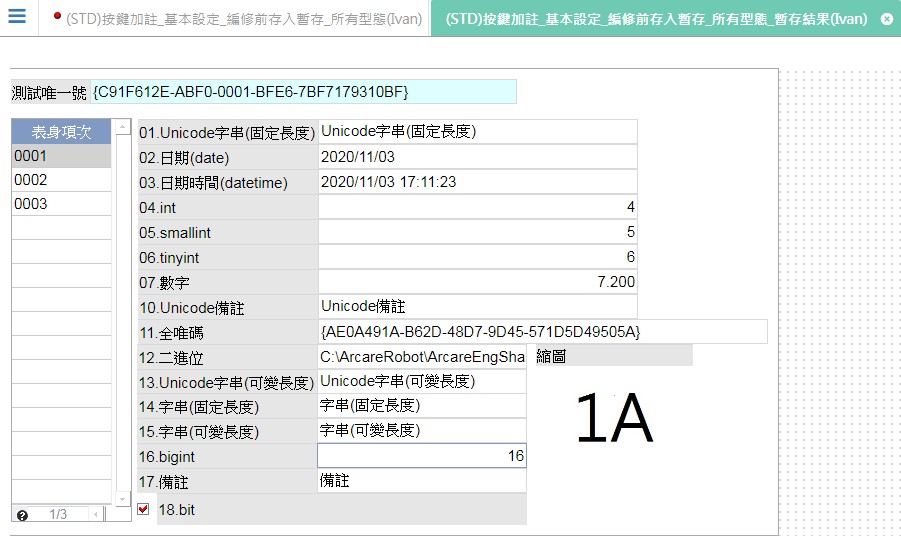 (STD)按鍵加註_基本設定_編修前存入暫存_所有型態(Ivan)
(STD)按鍵加註_基本設定_編修前存入暫存_所有型態_暫存結果(Ivan)
測試唯一號 {C91F612E-ABF0-0001-BFE6-7BF7179310BF}
表身項次
0001
0002
0003
1/3
01.Unicode字串(固定長度) Unicode字串(固定長度)
02.日期(date) 2020/11/03
03.日期時間(datetime) 2020/11/03 17:11:23
04.int 4
05.smallint 5
06.tinyint 6
07.數字 7.200
10.Unicode備註 Unicode備註
11.全唯碼 {AE0A491A-B62D-48D7-9D45-571D5D49505A}
12.二進位 C:\ArcareRobot\ArcareEngSha 縮圖
13.Unicode字串(可變長度) Unicode字串(可變長度)
14.字串(固定長度) 字串(固定長度)
15.字串(可變長度) 字串(可變長度)
16.bigint 16
17.備註 備註
18.bit
1A